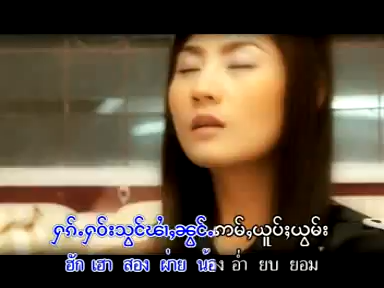 ႁၵ်ႉႁဝ်းသွင်ၽၢႆႇၼွင်ႉဢမ်ႇယူပ်ႈယွမ်း
ฮัก เฮา สอง ผ่าย น้อง อ่ำ ยบ ยอม